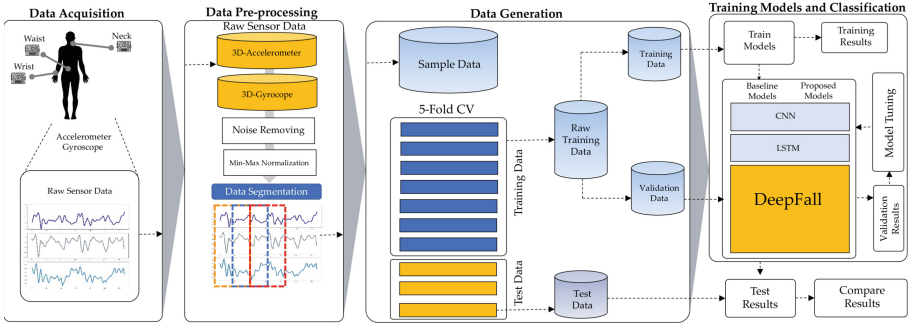 Data Acquisition
Waist
Neck
Wrist
Accelerometer
Gyroscope
Raw Sensor Data
Data Pre-processing
Raw Sensor Data
3D-Accelerometer
3D-Gyrocope
Noise Removing
Min-Max Normalization
Data Segmentation
Data Generation
Sample Data
5-Fold CV
Training Data
Test Data
Raw
Training
Data
Training
Data
Validation
Data
Test
Data
Training Models and Classification
Train
Models
Training
Results
Baseline
Models
Proposed
Models
CNN
LSTM
DeepFall
Model Tuning
Validation
Results
Test
Results
Compare
Results